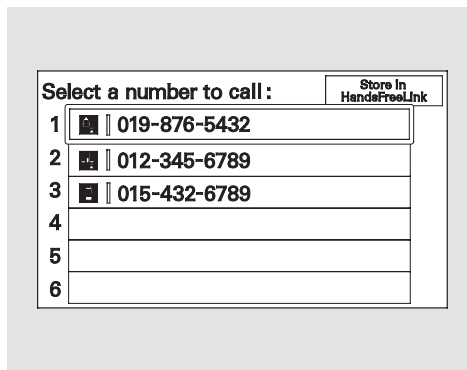 Select a number to call:
Store in
HandsFreeLink
1 019-876-5432
2 012-345-6789
3 015-432-6789
4
5
6